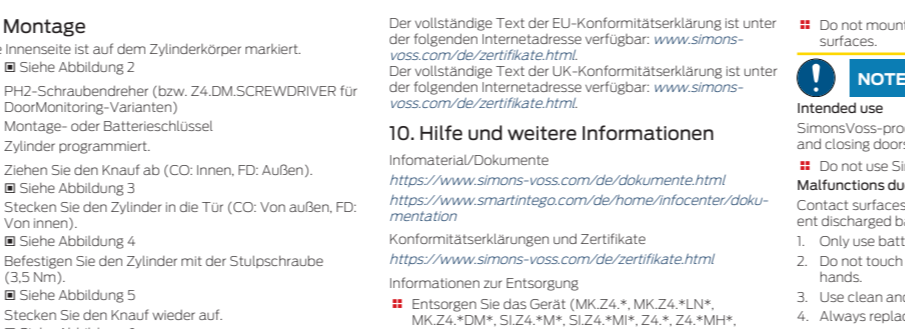 Montage
Innenseite ist auf dem Zylinderkörper markiert.
Siehe Abbildung 2
PH2-Schraubendreher (bzw. Z4.DM.SCREWDRIVER für
DoorMonitoring-Varianten)
Montage- oder Batterieschlüssel
Zylinder programmiert.
Ziehen Sie den Knauf ab (CO: Innen, FD: Außen).
Siehe Abbildung 3
Stecken Sie den Zylinder in die Tür (CO: Von außen, FD:
Von innen).
Siehe Abbildung 4
Befestigen Sie den Zylinder mit der Stulpschraube
(3,5 Nm).
Siehe Abbildung 5
Stecken Sie den Knauf wieder auf.
Der vollständige Text der EU-Konformitätserklärung ist unter
der folgenden Internetadresse verfügbar: www.simons-
voss.com/de/zertifikate.html.
Der vollständige Text der UK-Konformitätserklärung ist unter
der folgenden Internetadresse verfügbar: www.simons-
voss.com/de/zertifikate.html.
10. Hilfe und weitere Informationen
Infomaterial/Dokumente
https://www.simons-voss.com/de/dokumente.html
https://www.smartintego.com/de/home/infocenter/doku-
mentation
Konformitätserklärungen und Zertifikate
https://www.simons-voss.com/de/zertifikate.html
Informationen zur Entsorgung
Entsorgen Sie das Gerät (MK.Z4.*, MK.Z4.*LN*,
MK.Z4.*DM*, SI.Z4.*M*, SI.Z4.*MI*, Z4.*, Z4.*MH*,
Do not mount
surfaces.
NOTE
Intended use
SimonsVoss-pro
and closing doors
Do not use Si
Malfunctions du
Contact surfaces
ent discharged ba
1. Only use batt
2. Do not touch
hands.
3. Use clean and
4. Always replac